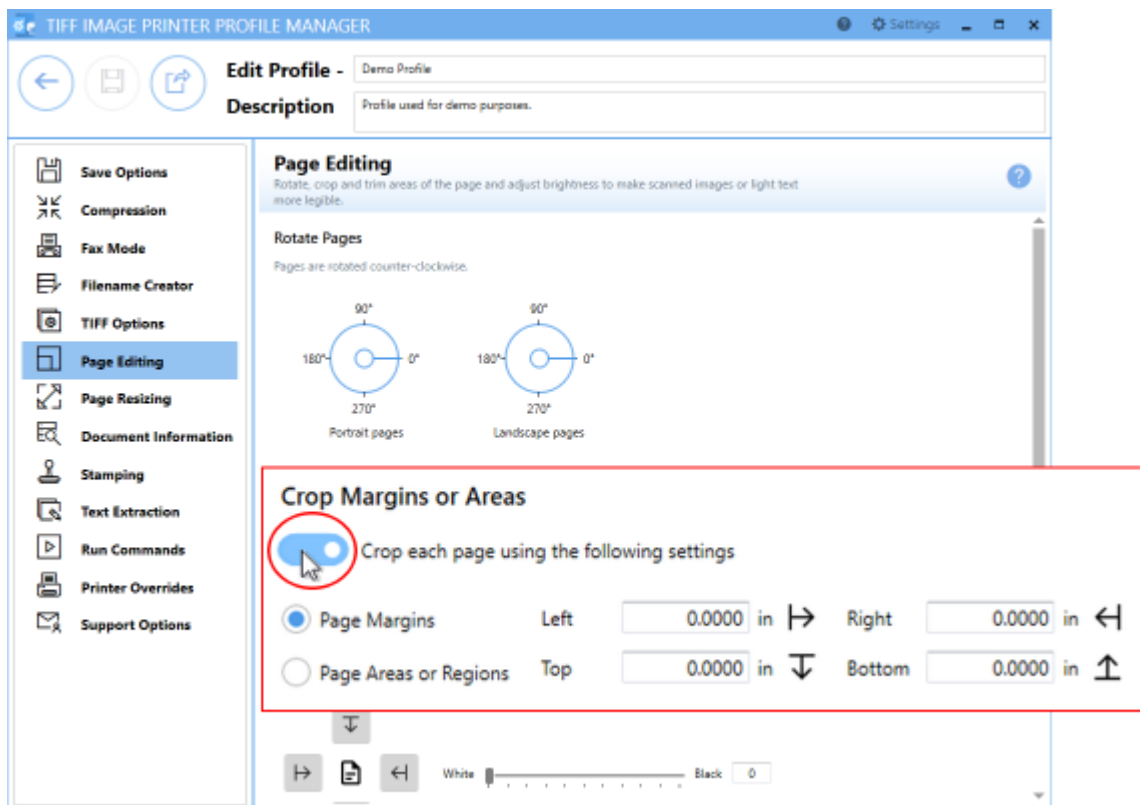 TIFF IMAGE PRINTER PROFILE MANAGER
Settings
Edit Profile -
Demo Profile
Description
Profile used for demo purposes.
Save Options
Compression
Fax Mode
Filename Creator
TIFF Options
Page Editing
Page Resizing
Document Information
Stamping
Text Extraction
Run Commands
Printer Overrides
Support Options
Page Editing
Rotate, crop and trim areas of the page and adjust brightness to make scanned images or light text
more legible.
Rotate Pages
Pages are rotated counter-clockwise.
90° 90°
180° 0° 180° 0°
270° 270°
Portrait pages Landscape pages
Crop Margins or Areas
Crop each page using the following settings
Page Margins Left 0.0000 in Right 0.0000 in
Page Areas or Regions Top 0.0000 in Bottom 0.0000 in
White Black 0